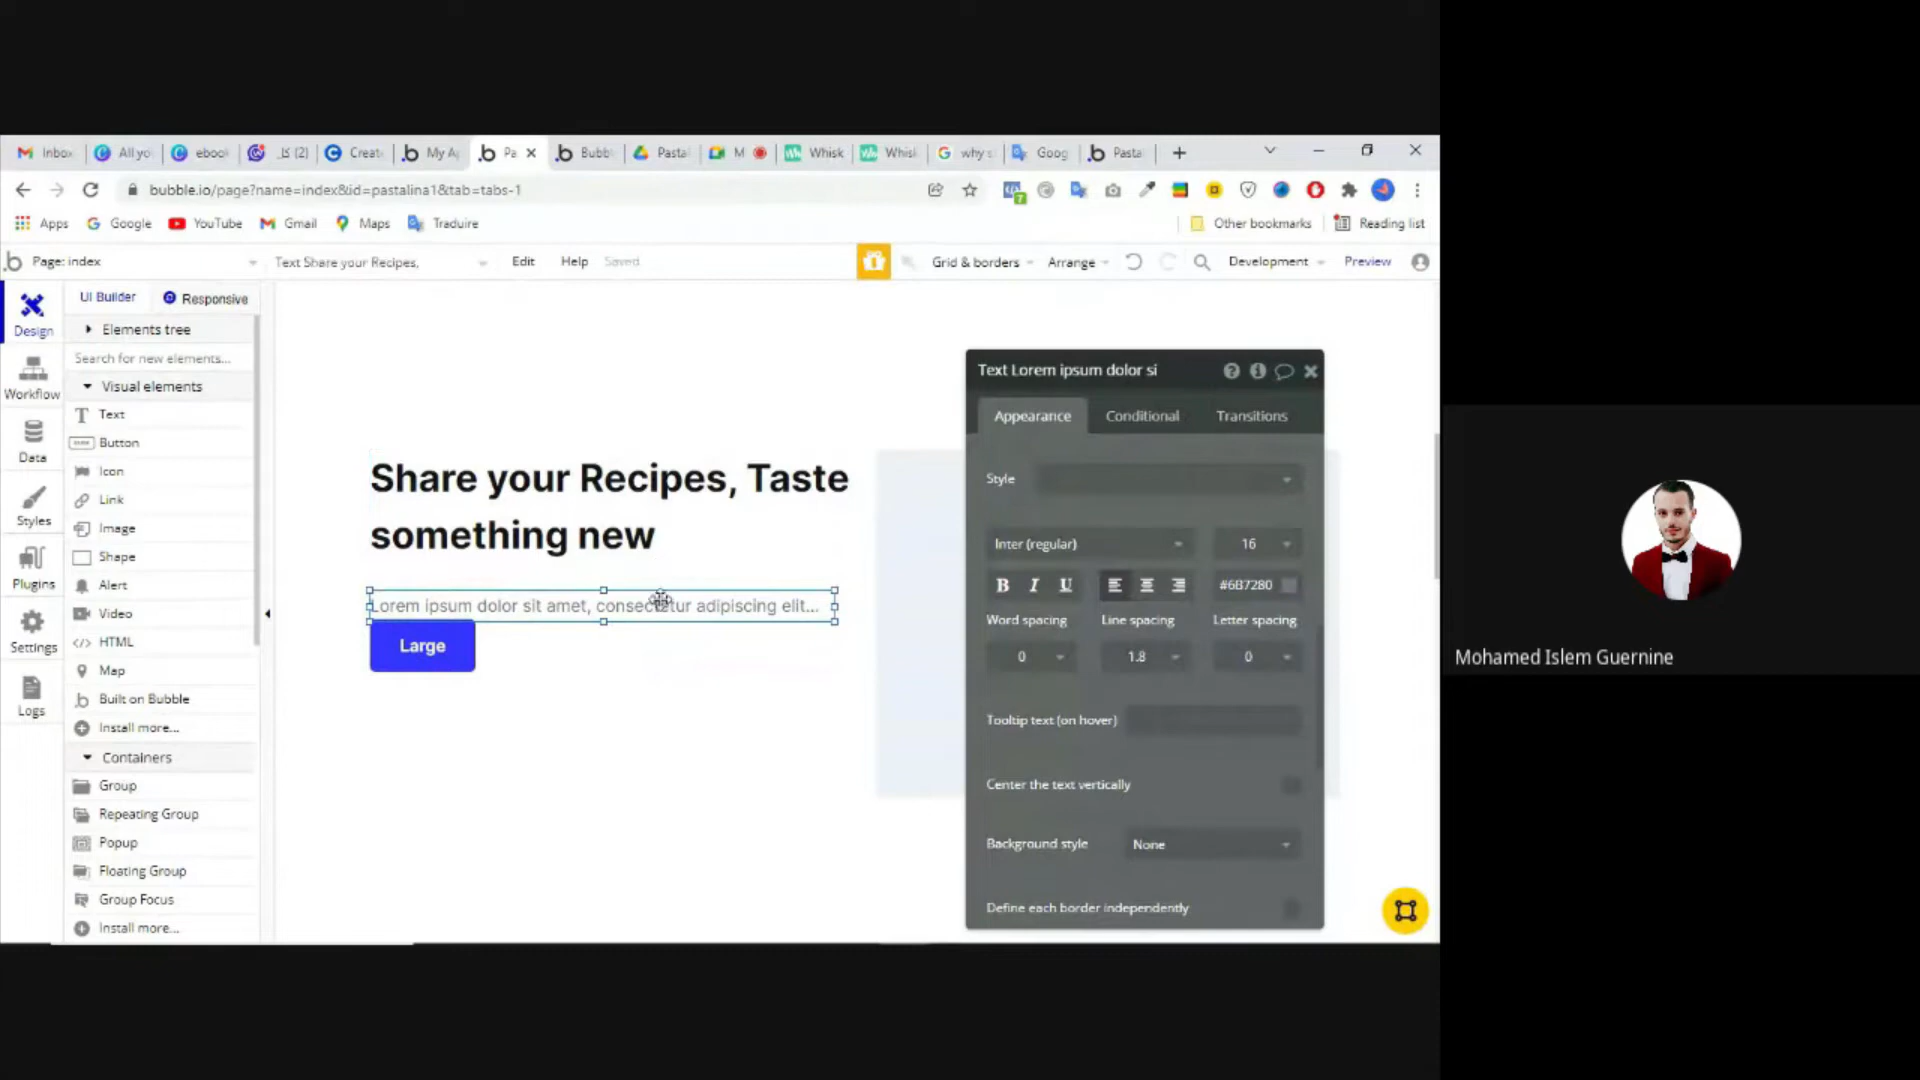 Inbox All yo ebook (2) Creat My A Pa Bubb Pasta M Whisk Whisk why s Goog Pasta
bubble.io/page?name=index&id=pastalina1&tab=tabs-1
Apps Google YouTube Gmail Maps Traduire Other bookmarks Reading list
Page: index Text Share your Recipes, Edit Help Saved Grid & borders Arrange Development Preview
Design
Workflow
Data
Styles
Plugins
Settings
Logs
UI Builder Responsive
Elements tree
Search for new elements...
Visual elements
Text
Button
Icon
Link
Image
Shape
Alert
Video
HTML
Map
Built on Bubble
Install more...
Containers
Group
Repeating Group
Popup
Floating Group
Group Focus
Install more...
Share your Recipes, Taste
something new
Lorem ipsum dolor sit amet, consectetur adipiscing elit...
Large
Text Lorem ipsum dolor si
Appearance Conditional Transitions
Style
Inter (regular) 16
B I U #6B7280
Word spacing Line spacing Letter spacing
0 1.8 0
Tooltip text (on hover)
Center the text vertically
Background style None
Define each border independently
Mohamed Islem Guernine